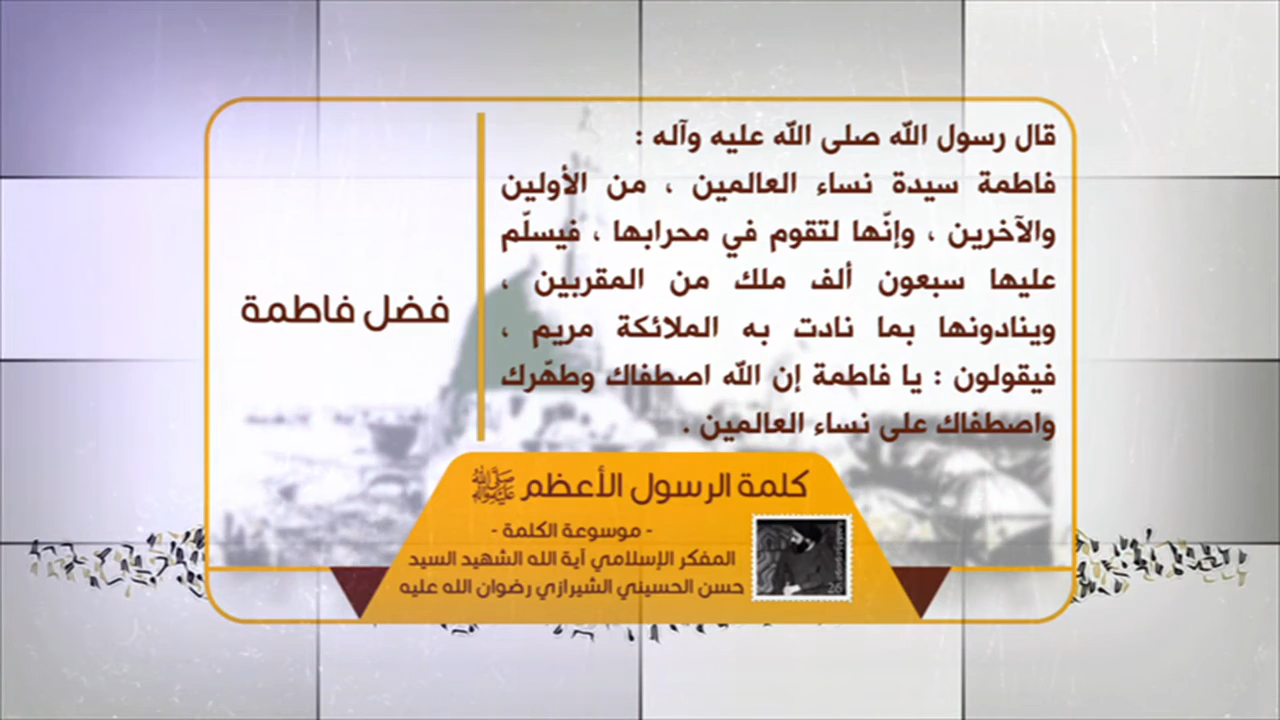 قال رسول الله صلى الله عليه وآله :
فاطمة سيدة نساء العالمين ، من الأولين
والآخرين ، وإنّها لتقوم في محرابها ، فيسلّم
عليها سبعون ألف ملك من المقربين ،
وينادونها بما نادت به الملائكة مريم ،
فيقولون : يا فاطمة إن الله اصطفاك وطهّرك
واصطفاك على نساء العالمين .
فضل فاطمة
كلمة الرسول الأعظم
- موسوعة الكلمة -
المفكر الإسلامي آية الله الشهيد السيد
حسن الحسيني الشيرازي رضوان الله عليه
26